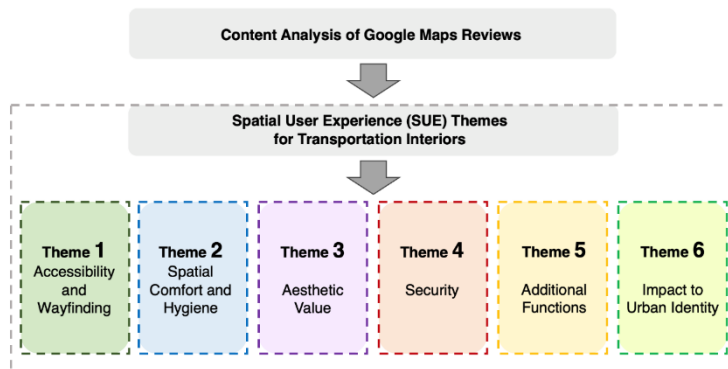 Content Analysis of Google Maps Reviews
Spatial User Experience (SUE) Themes
for Transportation Interiors
Theme 1
Accessibility
and
Wayfinding
Theme 2
Spatial
Comfort and
Hygiene
Theme 3
Aesthetic
Value
Theme 4
Security
Theme 5
Additional
Functions
Theme 6
Impact to
Urban Identity